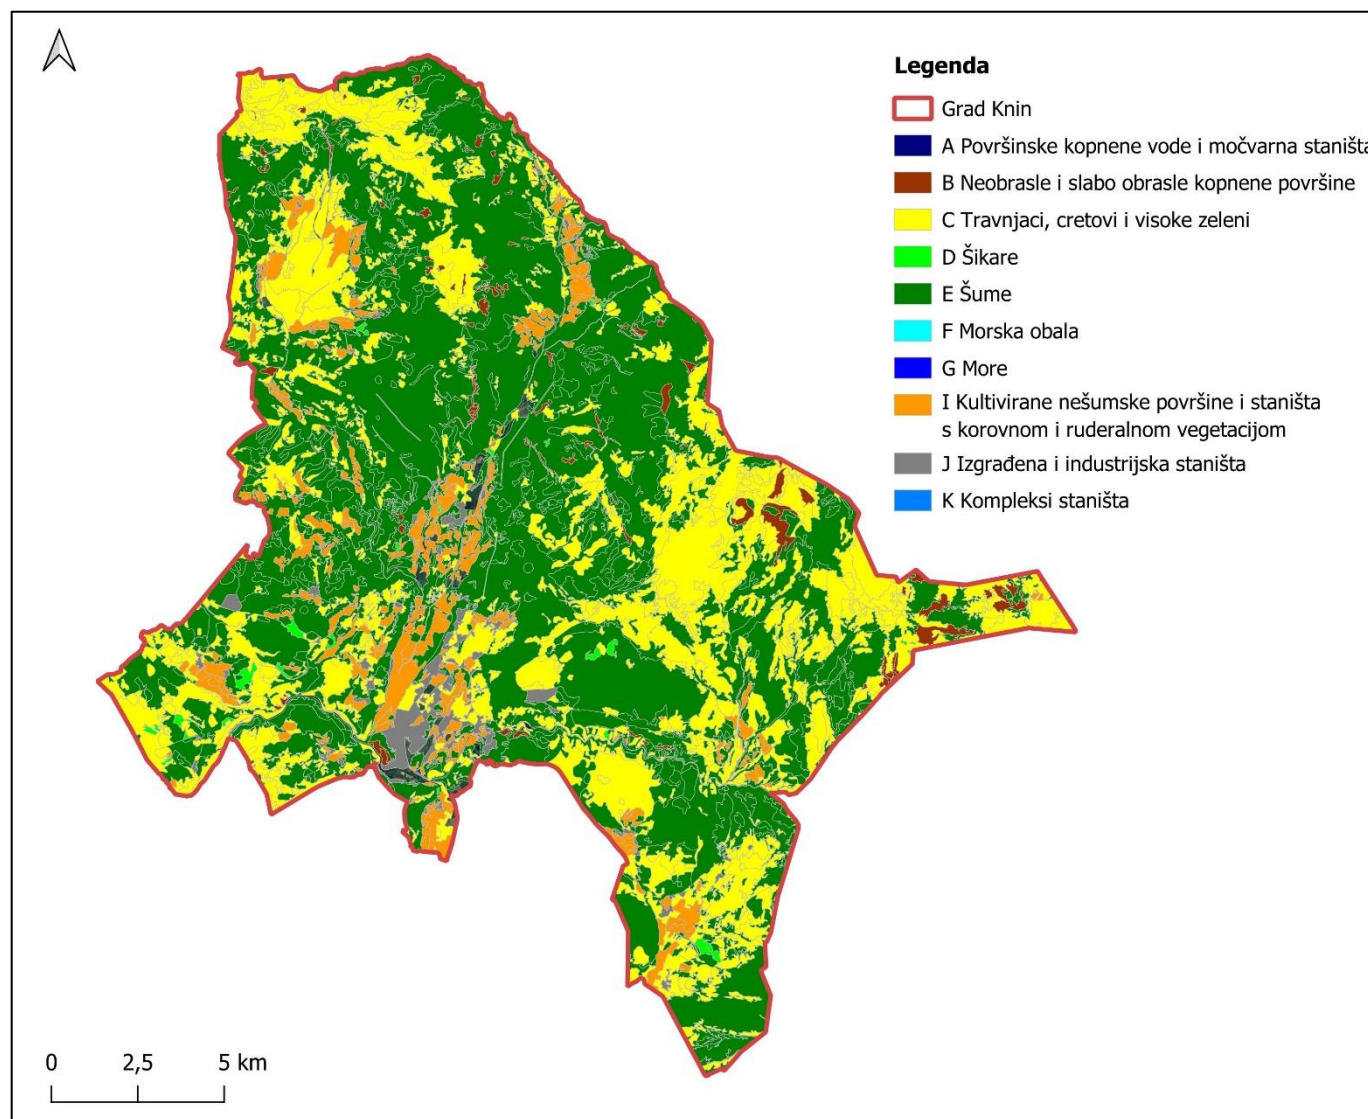 Legenda
Grad Knin
A Površinske kopnene vode i močvarna staništa
B Neobrasle i slabo obrasle kopnene površine
C Travnjaci, cretovi i visoke zeleni
D Šikare
E Šume
F Morska obala
G More
I Kultivirane nešumske površine i staništa
s korovnom i ruderalnom vegetacijom
J Izgrađena i industrijska staništa
K Kompleksi staništa
0 2,5 5 km